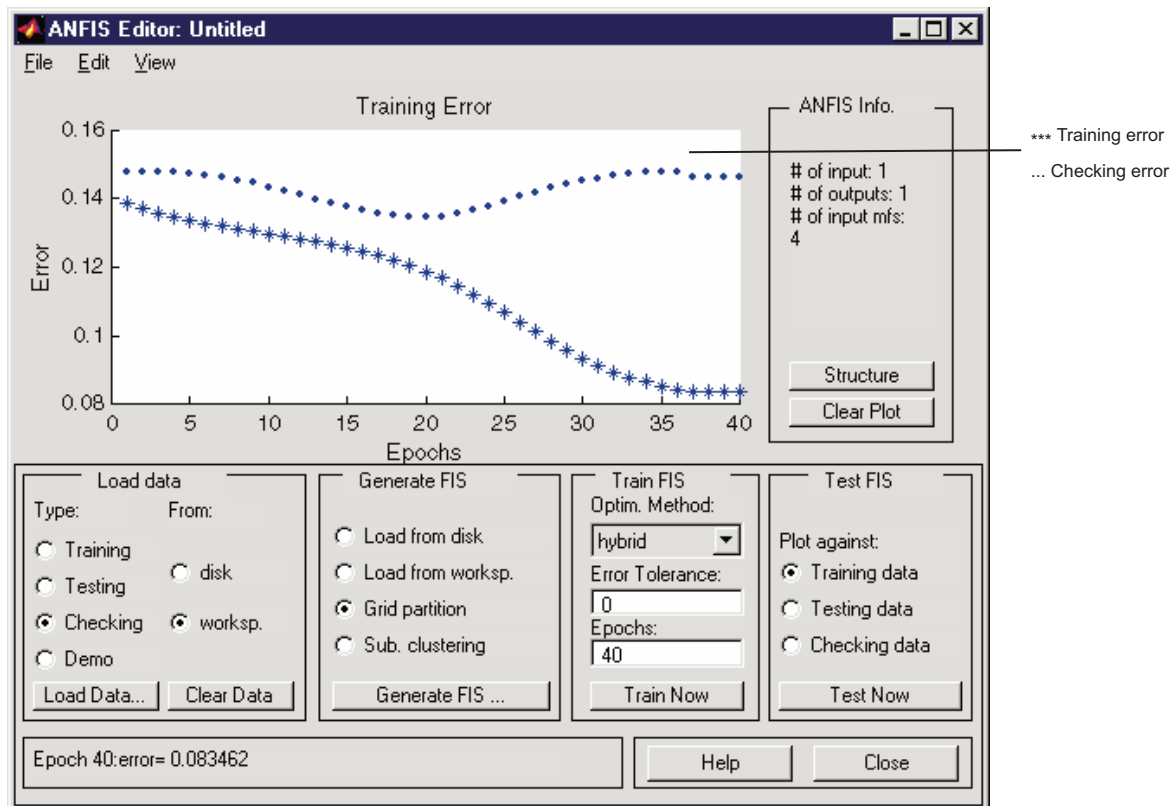 ANFIS Editor: Untitled
File Edit View
Training Error
0.16
0.14
0.12
0.1
0.08
Error
0 5 10 15 20 25 30 35 40
Epochs
ANFIS Info.
# of input: 1
# of outputs: 1
# of input mfs:
4
Structure
Clear Plot
*** Training error
... Checking error
Load data
Type: From:
Training
Testing
Checking
Demo
disk
worksp.
Load Data... Clear Data
Generate FIS
Load from disk
Load from worksp.
Grid partition
Sub. clustering
Generate FIS ...
Train FIS
Optim. Method:
hybrid
Error Tolerance:
0
Epochs:
40
Train Now
Test FIS
Plot against:
Training data
Testing data
Checking data
Test Now
Epoch 40:error= 0.083462
Help Close